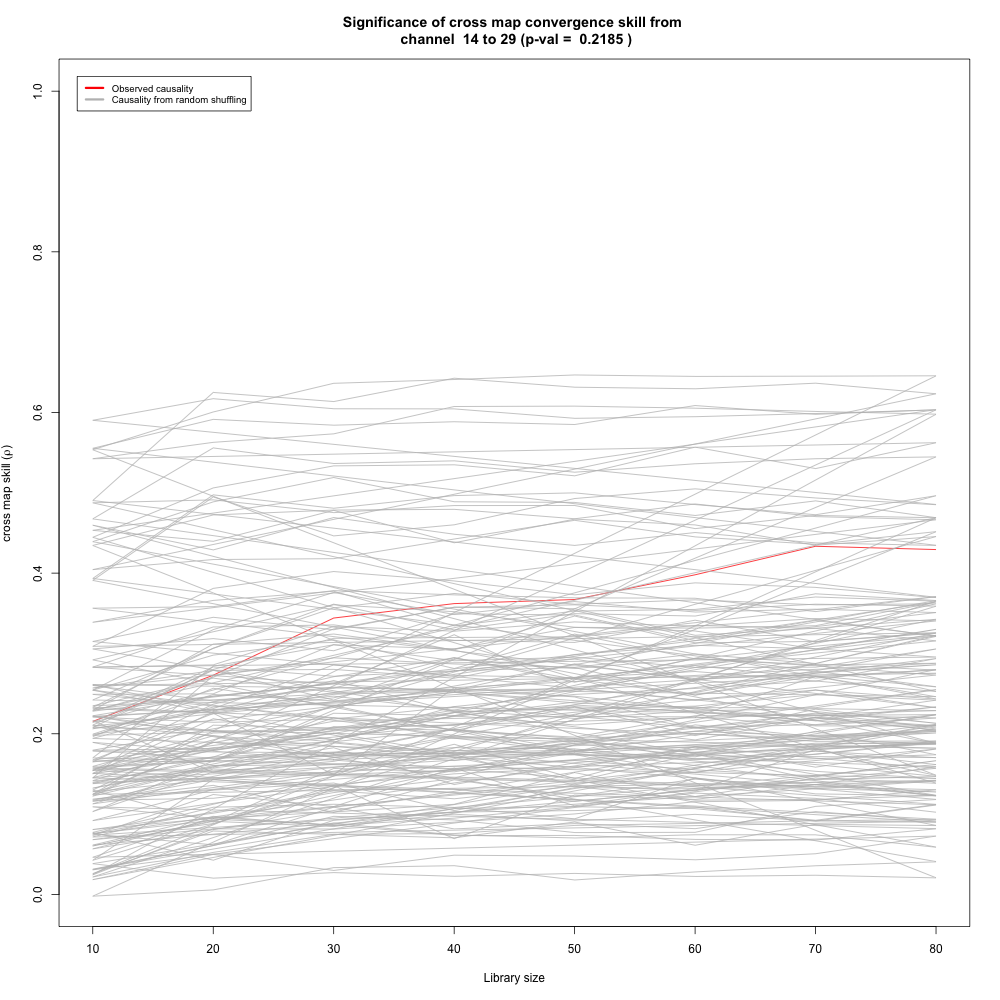 Significance of cross map convergence skill from
channel  14 to 29 (p-val =  0.2185 )
Observed causality
Causality from random shuffling
1.0
0.8
0.6
0.4
0.2
0.0
cross map skill (ρ)
10 20 30 40 50 60 70 80
Library size